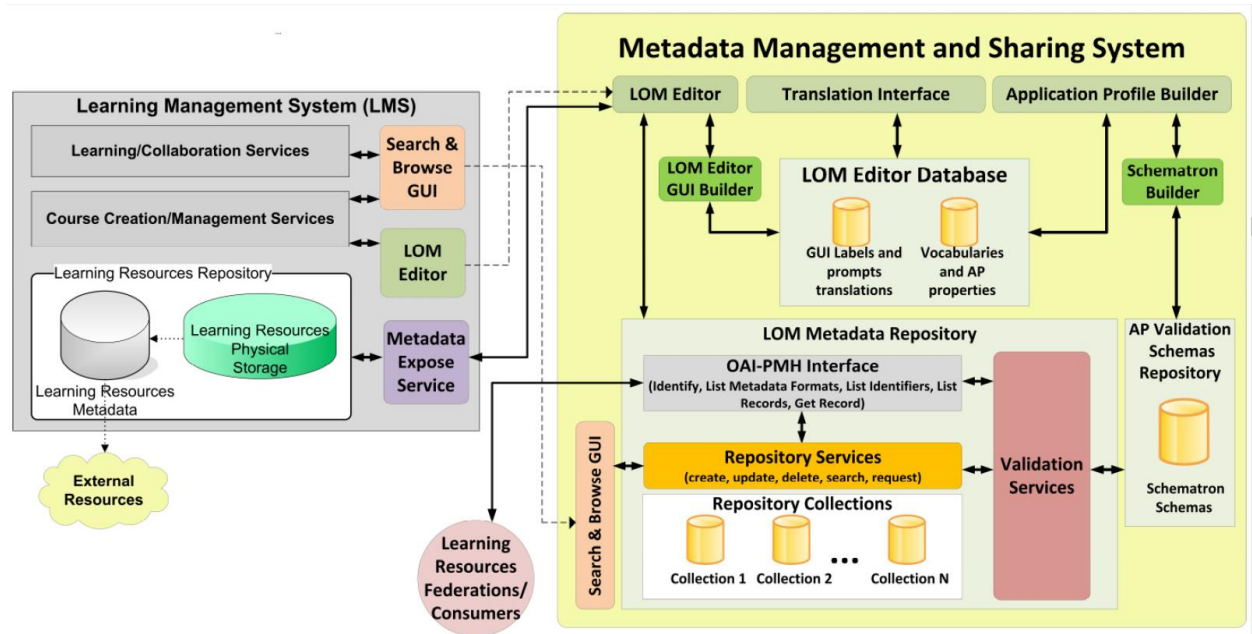 ...
Metadata Management and Sharing System
Learning Management System (LMS)
Learning/Collaboration Services
Search &
Browse
GUI
Course Creation/Management Services
LOM
Editor
Learning Resources Repository
Learning Resources
Physical
Storage
Learning Resources
Metadata
Metadata
Expose
Service
External
Resources
LOM Editor
Translation Interface
Application Profile Builder
LOM Editor
GUI Builder
LOM Editor Database
GUI Labels and
prompts
translations
Vocabularies
and AP
properties
Schematron
Builder
LOM Metadata Repository
OAI-PMH Interface
(Identify, List Metadata Formats, List Identifiers, List
Records, Get Record)
Repository Services
(create, update, delete, search, request)
Repository Collections
Collection 1
Collection 2
...
Collection N
Search & Browse GUI
Validation
Services
AP Validation
Schemas
Repository
Schematron
Schemas
Learning
Resources
Federations/
Consumers